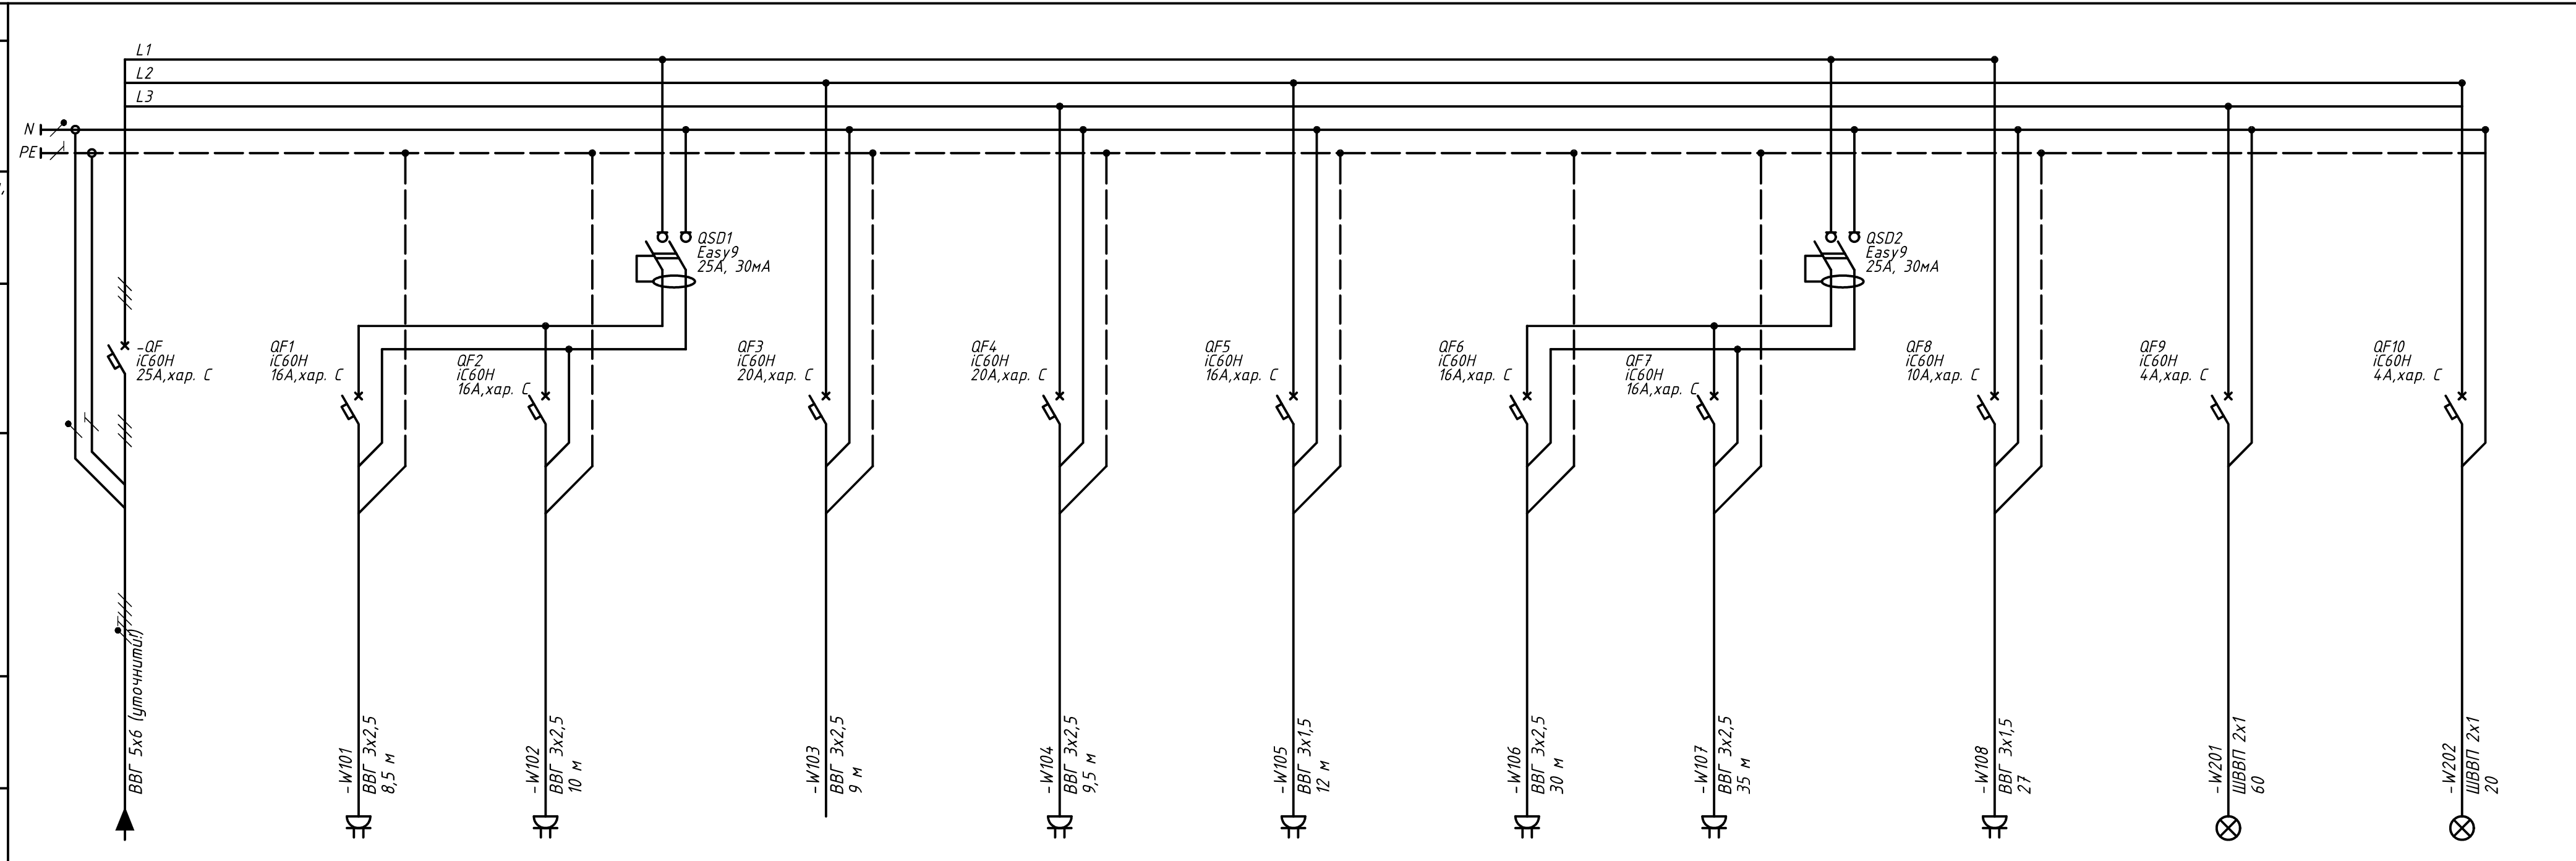 L1
L2
L3
N
PE
QSD1
Easy9
25А, 30мА
QSD2
Easy9
25А, 30мА
-QF
iC60H
25А,хар. С
QF1
iC60H
16А,хар. С
QF2
iC60H
16А,хар. С
QF3
iC60H
20А,хар. С
QF4
iC60H
20А,хар. С
QF5
iC60H
16А,хар. С
QF6
iC60H
16А,хар. С
QF7
iC60H
16А,хар. С
QF8
iC60H
10А,хар. С
QF9
iC60H
4А,хар. С
QF10
iC60H
4А,хар. С
ВВГ 5х6 (уточнити!)
-W101
ВВГ 3х2,5
8,5 м
-W102
ВВГ 3х2,5
10 м
-W103
ВВГ 3х2,5
9 м
-W104
ВВГ 3х2,5
9,5 м
-W105
ВВГ 3х1,5
12 м
-W106
ВВГ 3х2,5
30 м
-W107
ВВГ 3х2,5
35 м
-W108
ВВГ 3х1,5
27
-W201
ШВВП 2х1
60
-W202
ШВВП 2х1
20